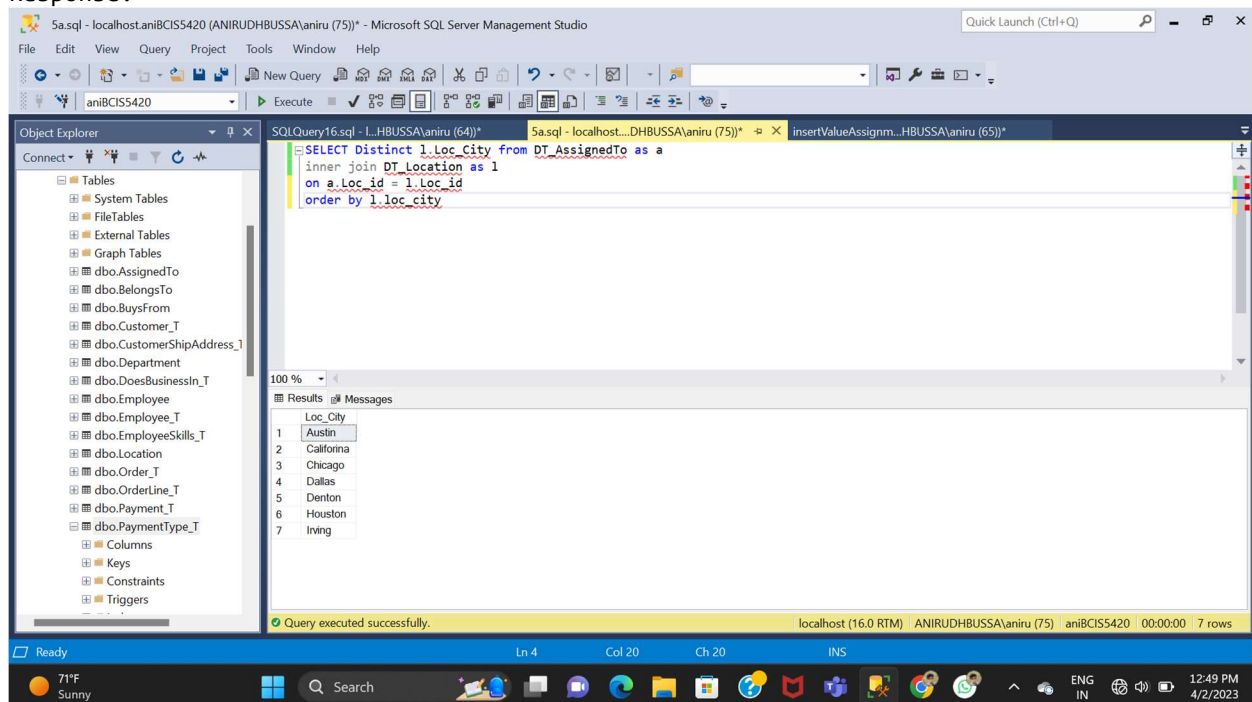 Response:
5a.sql - localhost.aniBCIS5420 (ANIRUDHBUSSA\aniru (75))* - Microsoft SQL Server Management Studio
Quick Launch (Ctrl+Q)
File Edit View Query Project Tools Window Help
New Query
aniBCIS5420
Execute
Object Explorer
SQLQuery16.sql - l...HBUSSA\aniru (64))*
5a.sql - localhost....DHBUSSA\aniru (75))*
insertValueAssignm...HBUSSA\aniru (65))*
Connect
Tables
System Tables
FileTables
External Tables
Graph Tables
dbo.AssignedTo
dbo.BelongsTo
dbo.BuysFrom
dbo.Customer_T
dbo.CustomerShipAddress_T
dbo.Department
dbo.DoesBusinessIn_T
dbo.Employee
dbo.Employee_T
dbo.EmployeeSkills_T
dbo.Location
dbo.Order_T
dbo.OrderLine_T
dbo.Payment_T
dbo.PaymentType_T
Columns
Keys
Constraints
Triggers
SELECT Distinct l.Loc_City from DT_AssignedTo as a
inner join DT_Location as l
on a.Loc_id = l.Loc_id
order by l.loc_city
100 %
Results Messages
Loc_City
1 Austin
2 Califorina
3 Chicago
4 Dallas
5 Denton
6 Houston
7 Irving
Query executed successfully.
localhost (16.0 RTM) ANIRUDHBUSSA\aniru (75) aniBCIS5420 00:00:00 7 rows
Ready Ln 4 Col 20 Ch 20 INS
71°F
Sunny
Search
ENG
IN
12:49 PM
4/2/2023